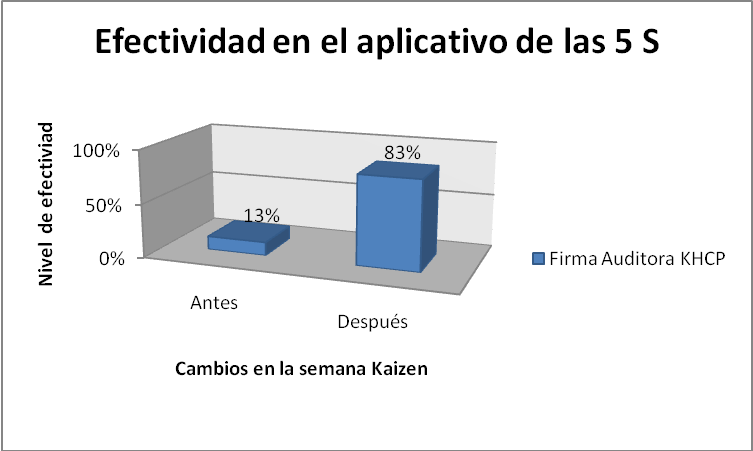 Efectividad en el aplicativo de las 5 S
Nivel de efectiviad
100%
50%
0%
13%
83%
Antes
Después
Firma Auditora KHCP
Cambios en la semana Kaizen